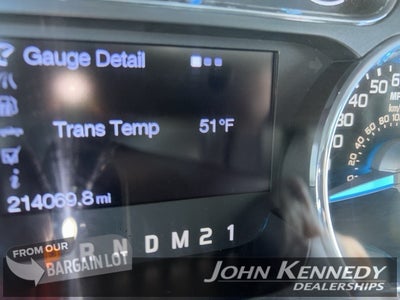 Gauge Detail
Trans Temp 51°F
214069.8 mi
R N D M 2 1
FROM OUR
BARGAIN LOT
JOHN KENNEDY
DEALERSHIPS